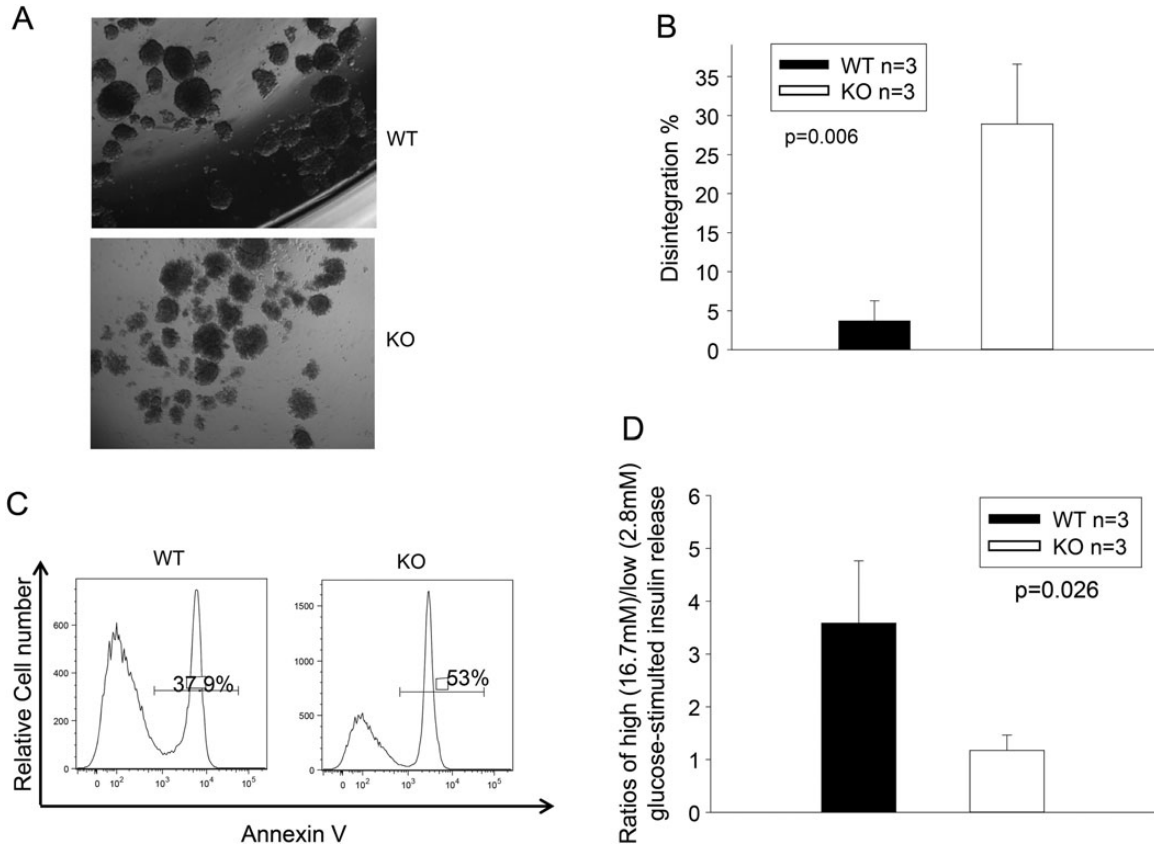 A
WT
KO
B
Disintegration %
35
30
25
20
15
10
5
0
WT n=3
KO n=3
p=0.006
C
Relative Cell number
WT
600
400
200
0
37.9%
0 10² 10³ 10⁴ 10⁵
KO
1500
1000
500
0
53%
0 10² 10³ 10⁴ 10⁵
Annexin V
D
Ratios of high (16.7mM)/low (2.8mM)
glucose-stimulted insulin release
6
5
4
3
2
1
0
WT n=3
KO n=3
p=0.026